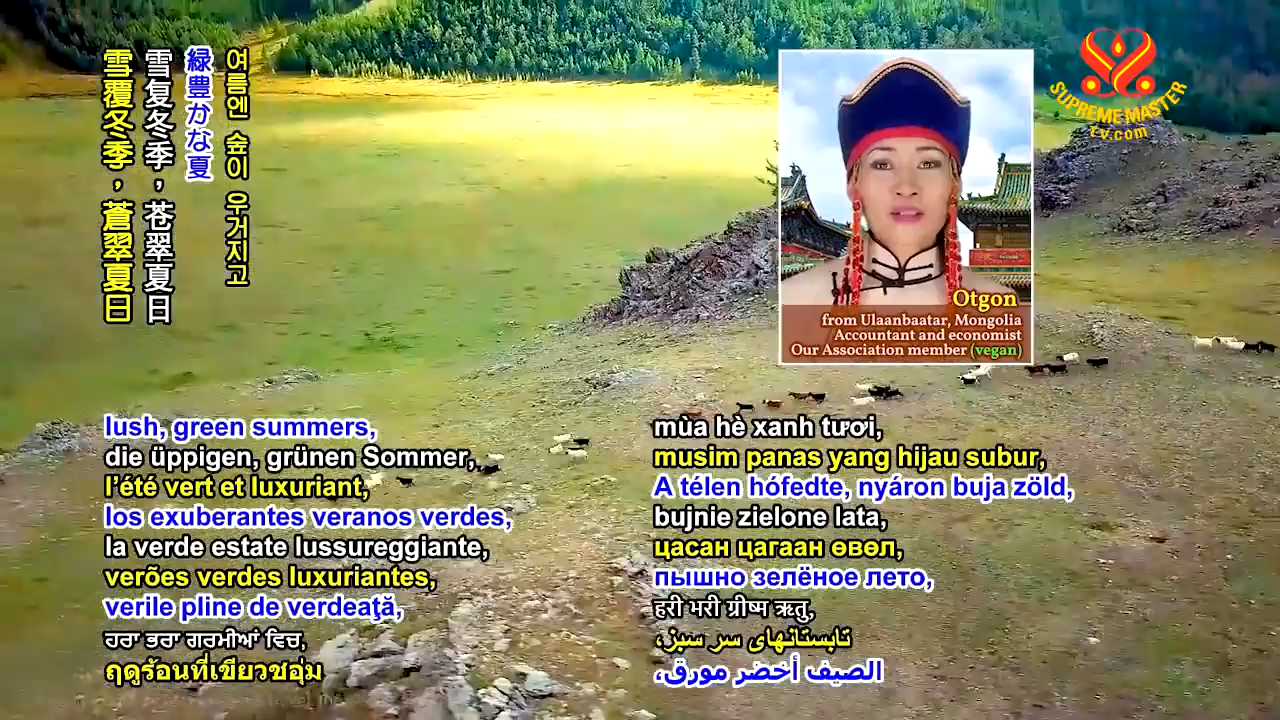 雪覆冬季，蒼翠夏日
雪复冬季，苍翠夏日
緑豊かな夏
여름엔 숲이 우거지고
SUPREME MASTER
TV.com
Otgon
from Ulaanbaatar, Mongolia
Accountant and economist
Our Association member (vegan)
lush, green summers,
die üppigen, grünen Sommer,
l’été vert et luxuriant,
los exuberantes veranos verdes,
la verde estate lussureggiante,
verões verdes luxuriantes,
verile pline de verdeaţă,
ਹਰਾ ਭਰਾ ਗਰਮੀਆਂ ਵਿਚ,
ฤดูร้อนที่เขียวชอุ่ม
mùa hè xanh tươi,
musim panas yang hijau subur,
A télen hófedte, nyáron buja zöld,
bujnie zielone lata,
цасан цагаан өвөл,
пышно зелёное лето,
हरी भरी ग्रीष्म ऋतु,
تابستانهای سر سبز،
الصيف أخضر مورق،